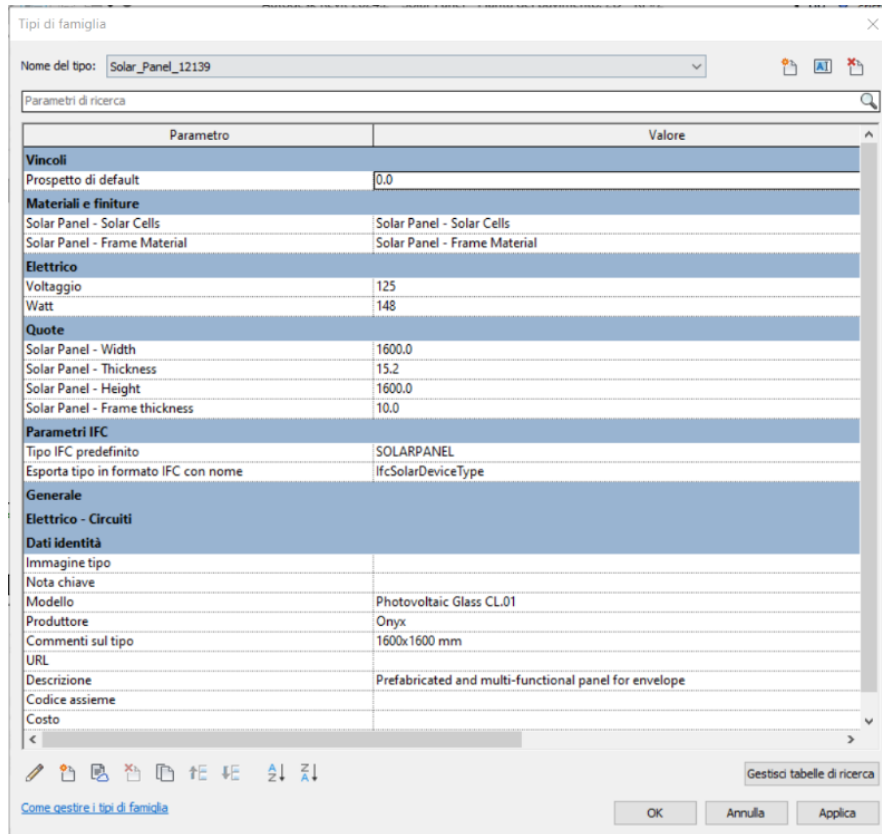 Tipi di famiglia
Nome del tipo: Solar_Panel_12139
Parametri di ricerca
Parametro Valore
Vincoli
Prospetto di default 0.0
Materiali e finiture
Solar Panel - Solar Cells Solar Panel - Solar Cells
Solar Panel - Frame Material Solar Panel - Frame Material
Elettrico
Voltaggio 125
Watt 148
Quote
Solar Panel - Width 1600.0
Solar Panel - Thickness 15.2
Solar Panel - Height 1600.0
Solar Panel - Frame thickness 10.0
Parametri IFC
Tipo IFC predefinito SOLARPANEL
Esporta tipo in formato IFC con nome IfcSolarDeviceType
Generale
Elettrico - Circuiti
Dati identità
Immagine tipo
Nota chiave
Modello Photovoltaic Glass CL.01
Produttore Onyx
Commenti sul tipo 1600x1600 mm
URL
Descrizione Prefabricated and multi-functional panel for envelope
Codice assieme
Costo
Gestisci tabelle di ricerca
Come gestire i tipi di famiglia
OK Annulla Applica